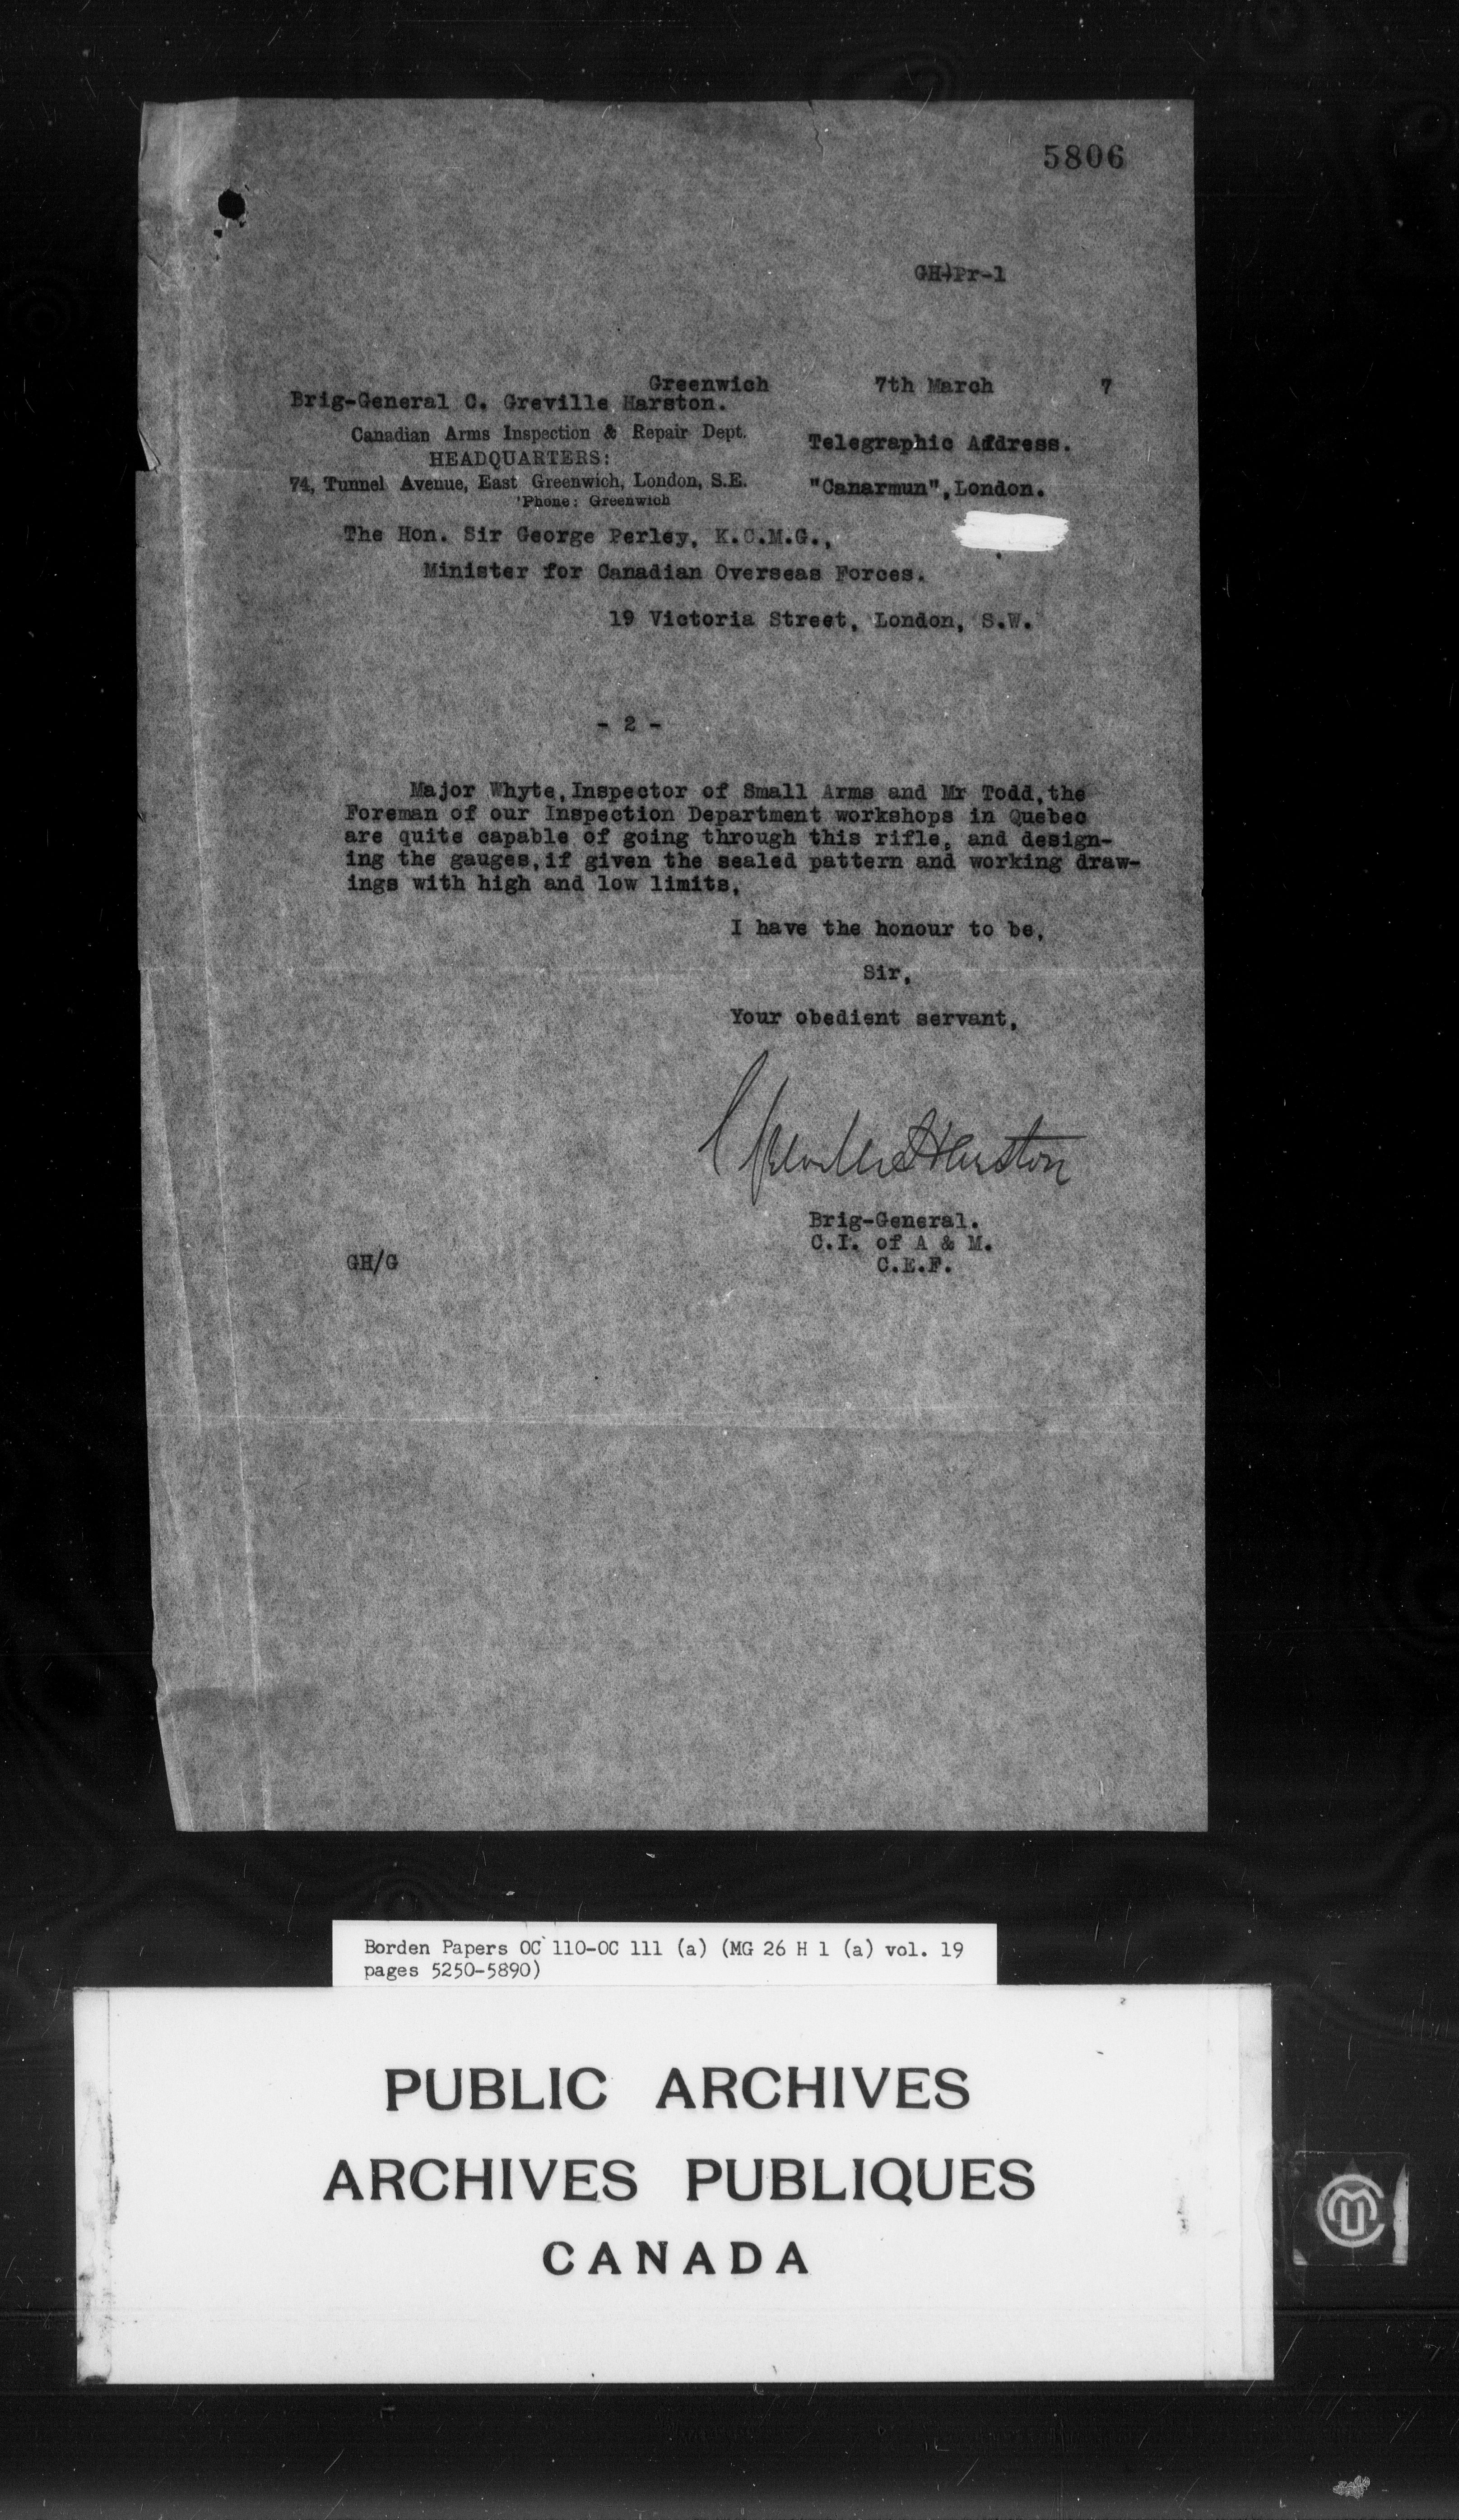 5806
GH/Pr-1
Greenwich 7th March 7
Brig-General C. Greville Harston.
Canadian Arms Inspection & Repair Dept.
HEADQUARTERS:
74, Tunnel Avenue, East Greenwich, London, S.E.
'Phone: Greenwich
Telegraphic Address.
"Canarmun", London.
The Hon. Sir George Perley, K.C.M.G.,
Minister for Canadian Overseas Forces.
19 Victoria Street, London, S.W.
- 2 -
Major Whyte, Inspector of Small Arms and Mr Todd, the
Foreman of our Inspection Department workshops in Quebec
are quite capable of going through this rifle, and design-
ing the gauges, if given the sealed pattern and working draw-
ings with high and low limits.
I have the honour to be,
Sir,
Your obedient servant,
C Greville Harston
Brig-General.
C.I. of A & M.
C.E.F.
GH/G
Borden Papers OC 110-OC 111 (a) (MG 26 H 1 (a) vol. 19
pages 5250-5890)
PUBLIC ARCHIVES
ARCHIVES PUBLIQUES
CANADA